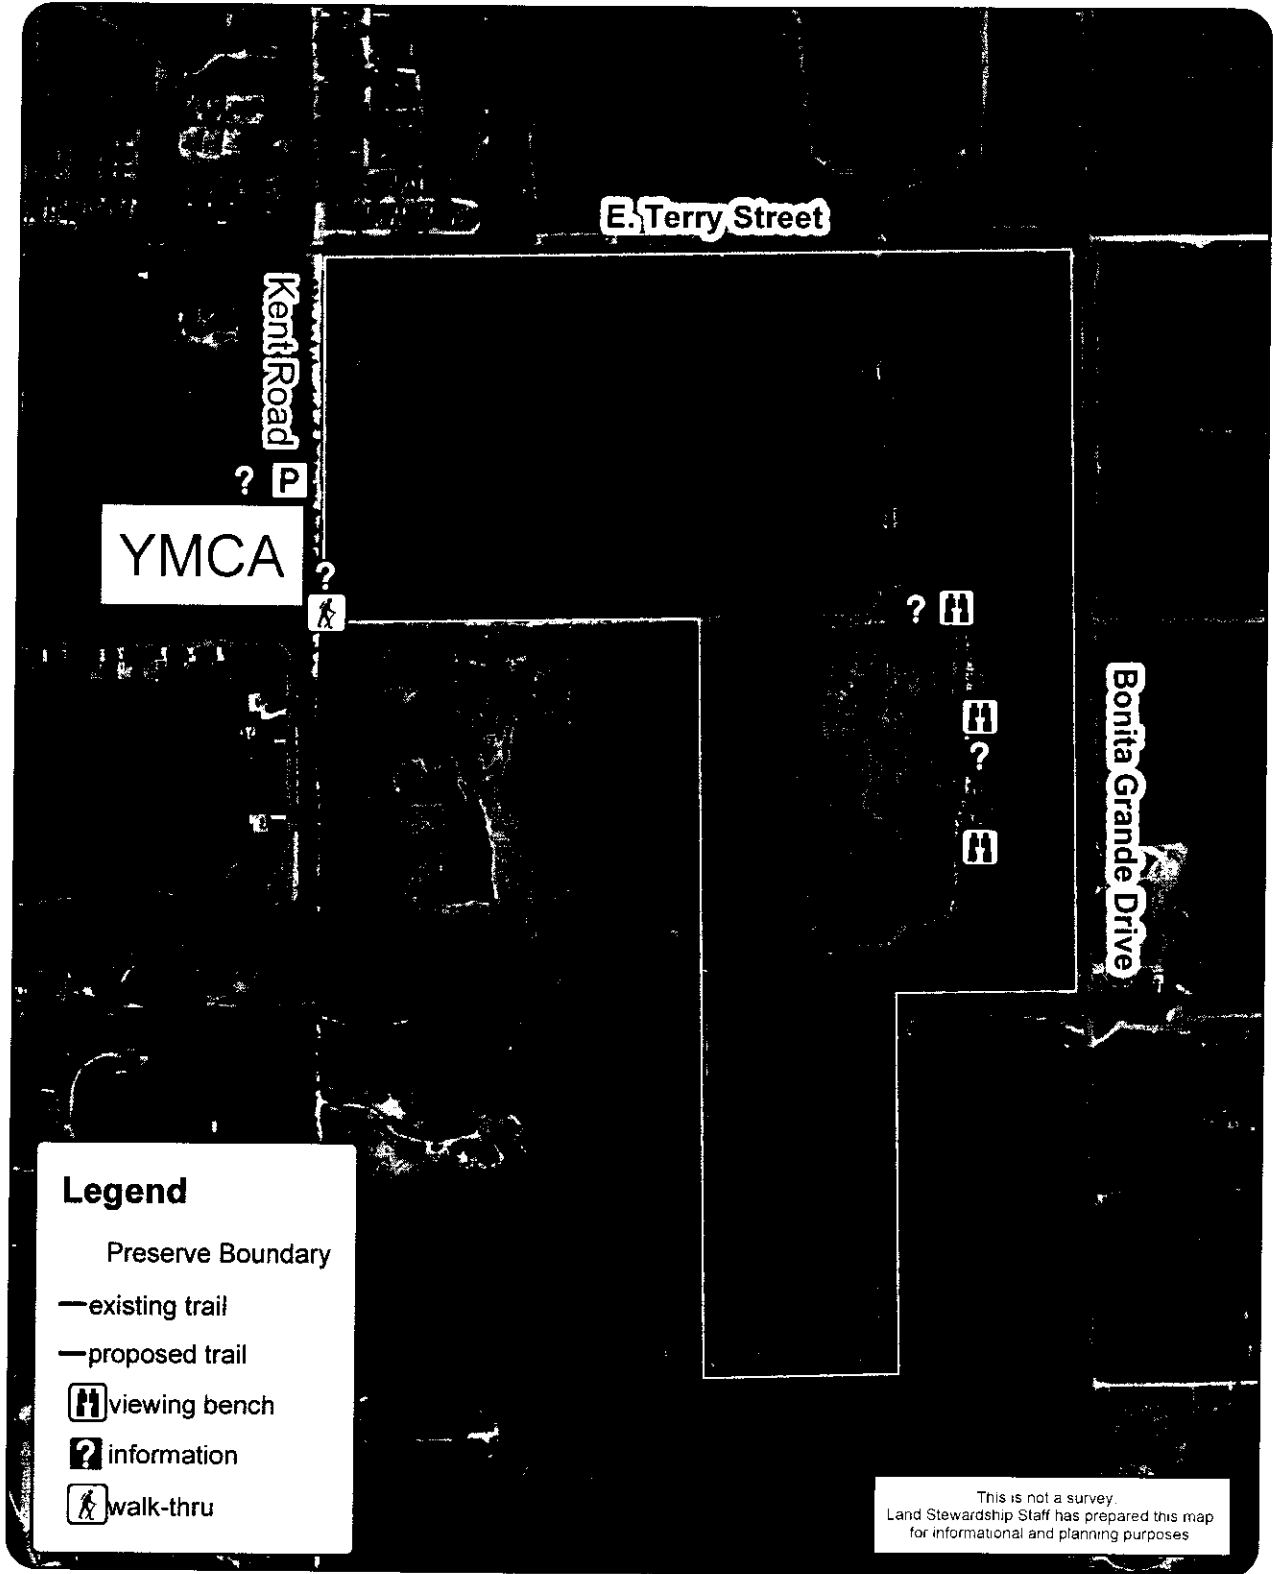 E. Terry Street
Kent Road
? P
YMCA
?
?
?
Bonita Grande Drive
Legend
Preserve Boundary
existing trail
proposed trail
viewing bench
? information
walk-thru
This is not a survey.
Land Stewardship Staff has prepared this map
for informational and planning purposes